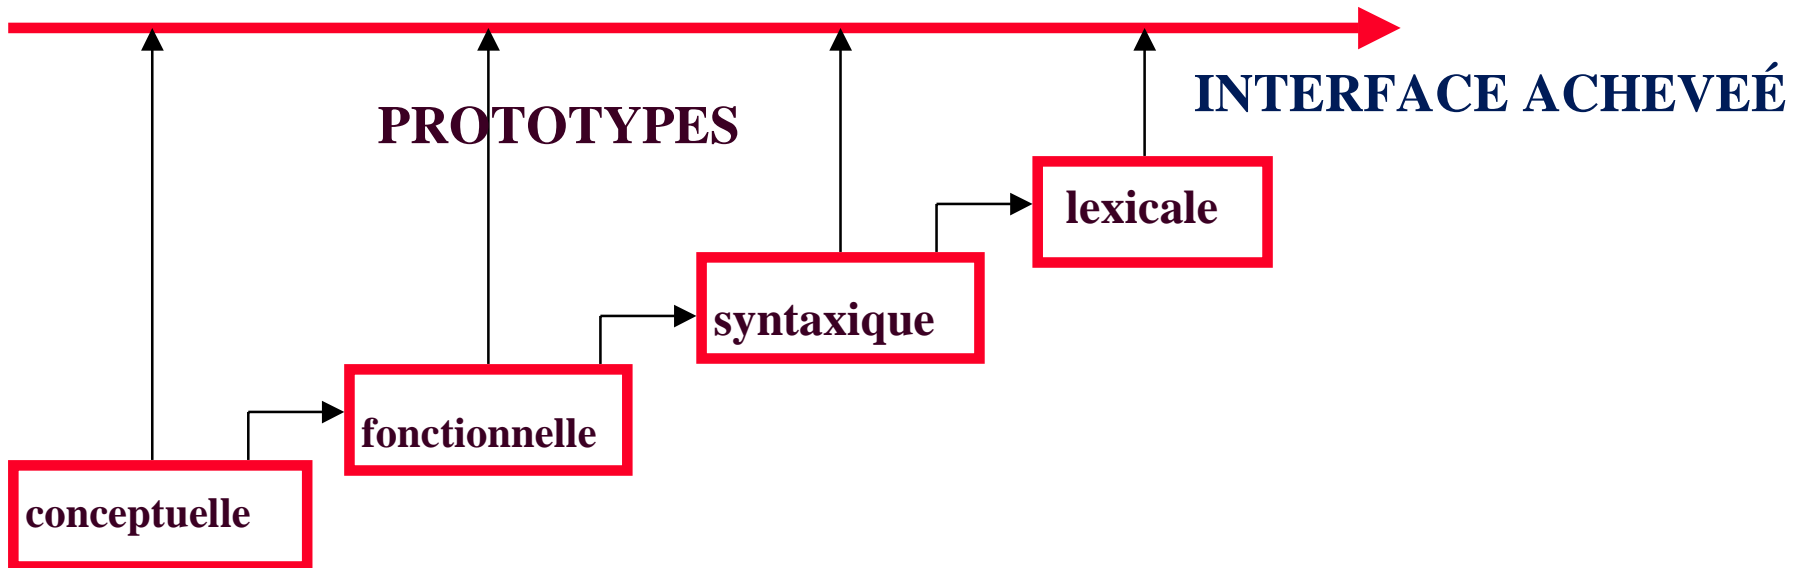 INTERFACE ACHEVEÉ
PROTOTYPES
lexicale
syntaxique
fonctionnelle
conceptuelle